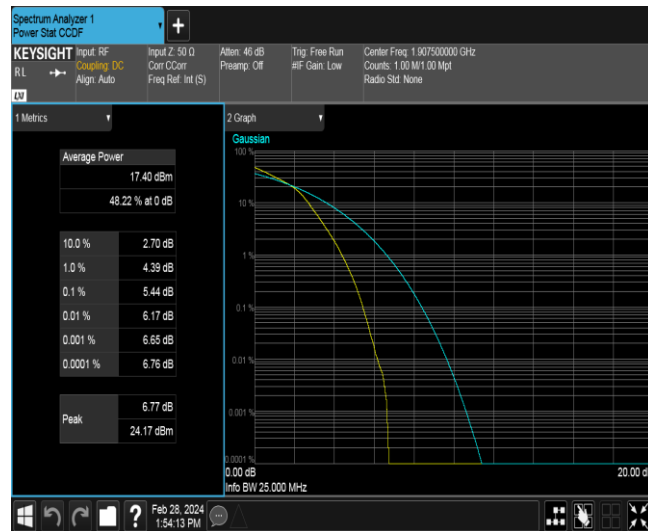 Spectrum Analyzer 1
Power Stat CCDF
+
KEYSIGHT
RL
LXI
Input: RF
Coupling: DC
Align: Auto
Input Z: 50 Ω
Corr CCorr
Freq Ref: Int (S)
Atten: 46 dB
Preamp: Off
Trig: Free Run
#IF Gain: Low
Center Freq: 1.907500000 GHz
Counts: 1.00 M/1.00 Mpt
Radio Std: None
1 Metrics
Average Power
17.40 dBm
48.22 % at 0 dB
10.0 % 2.70 dB
1.0 % 4.39 dB
0.1 % 5.44 dB
0.01 % 6.17 dB
0.001 % 6.65 dB
0.0001 % 6.76 dB
Peak
6.77 dB
24.17 dBm
2 Graph
Gaussian
100 %
10 %
1 %
0.1 %
0.01 %
0.001 %
0.0001 %
0.00 dB
20.00 d
Info BW 25.000 MHz
?
Feb 28, 2024
1:54:13 PM